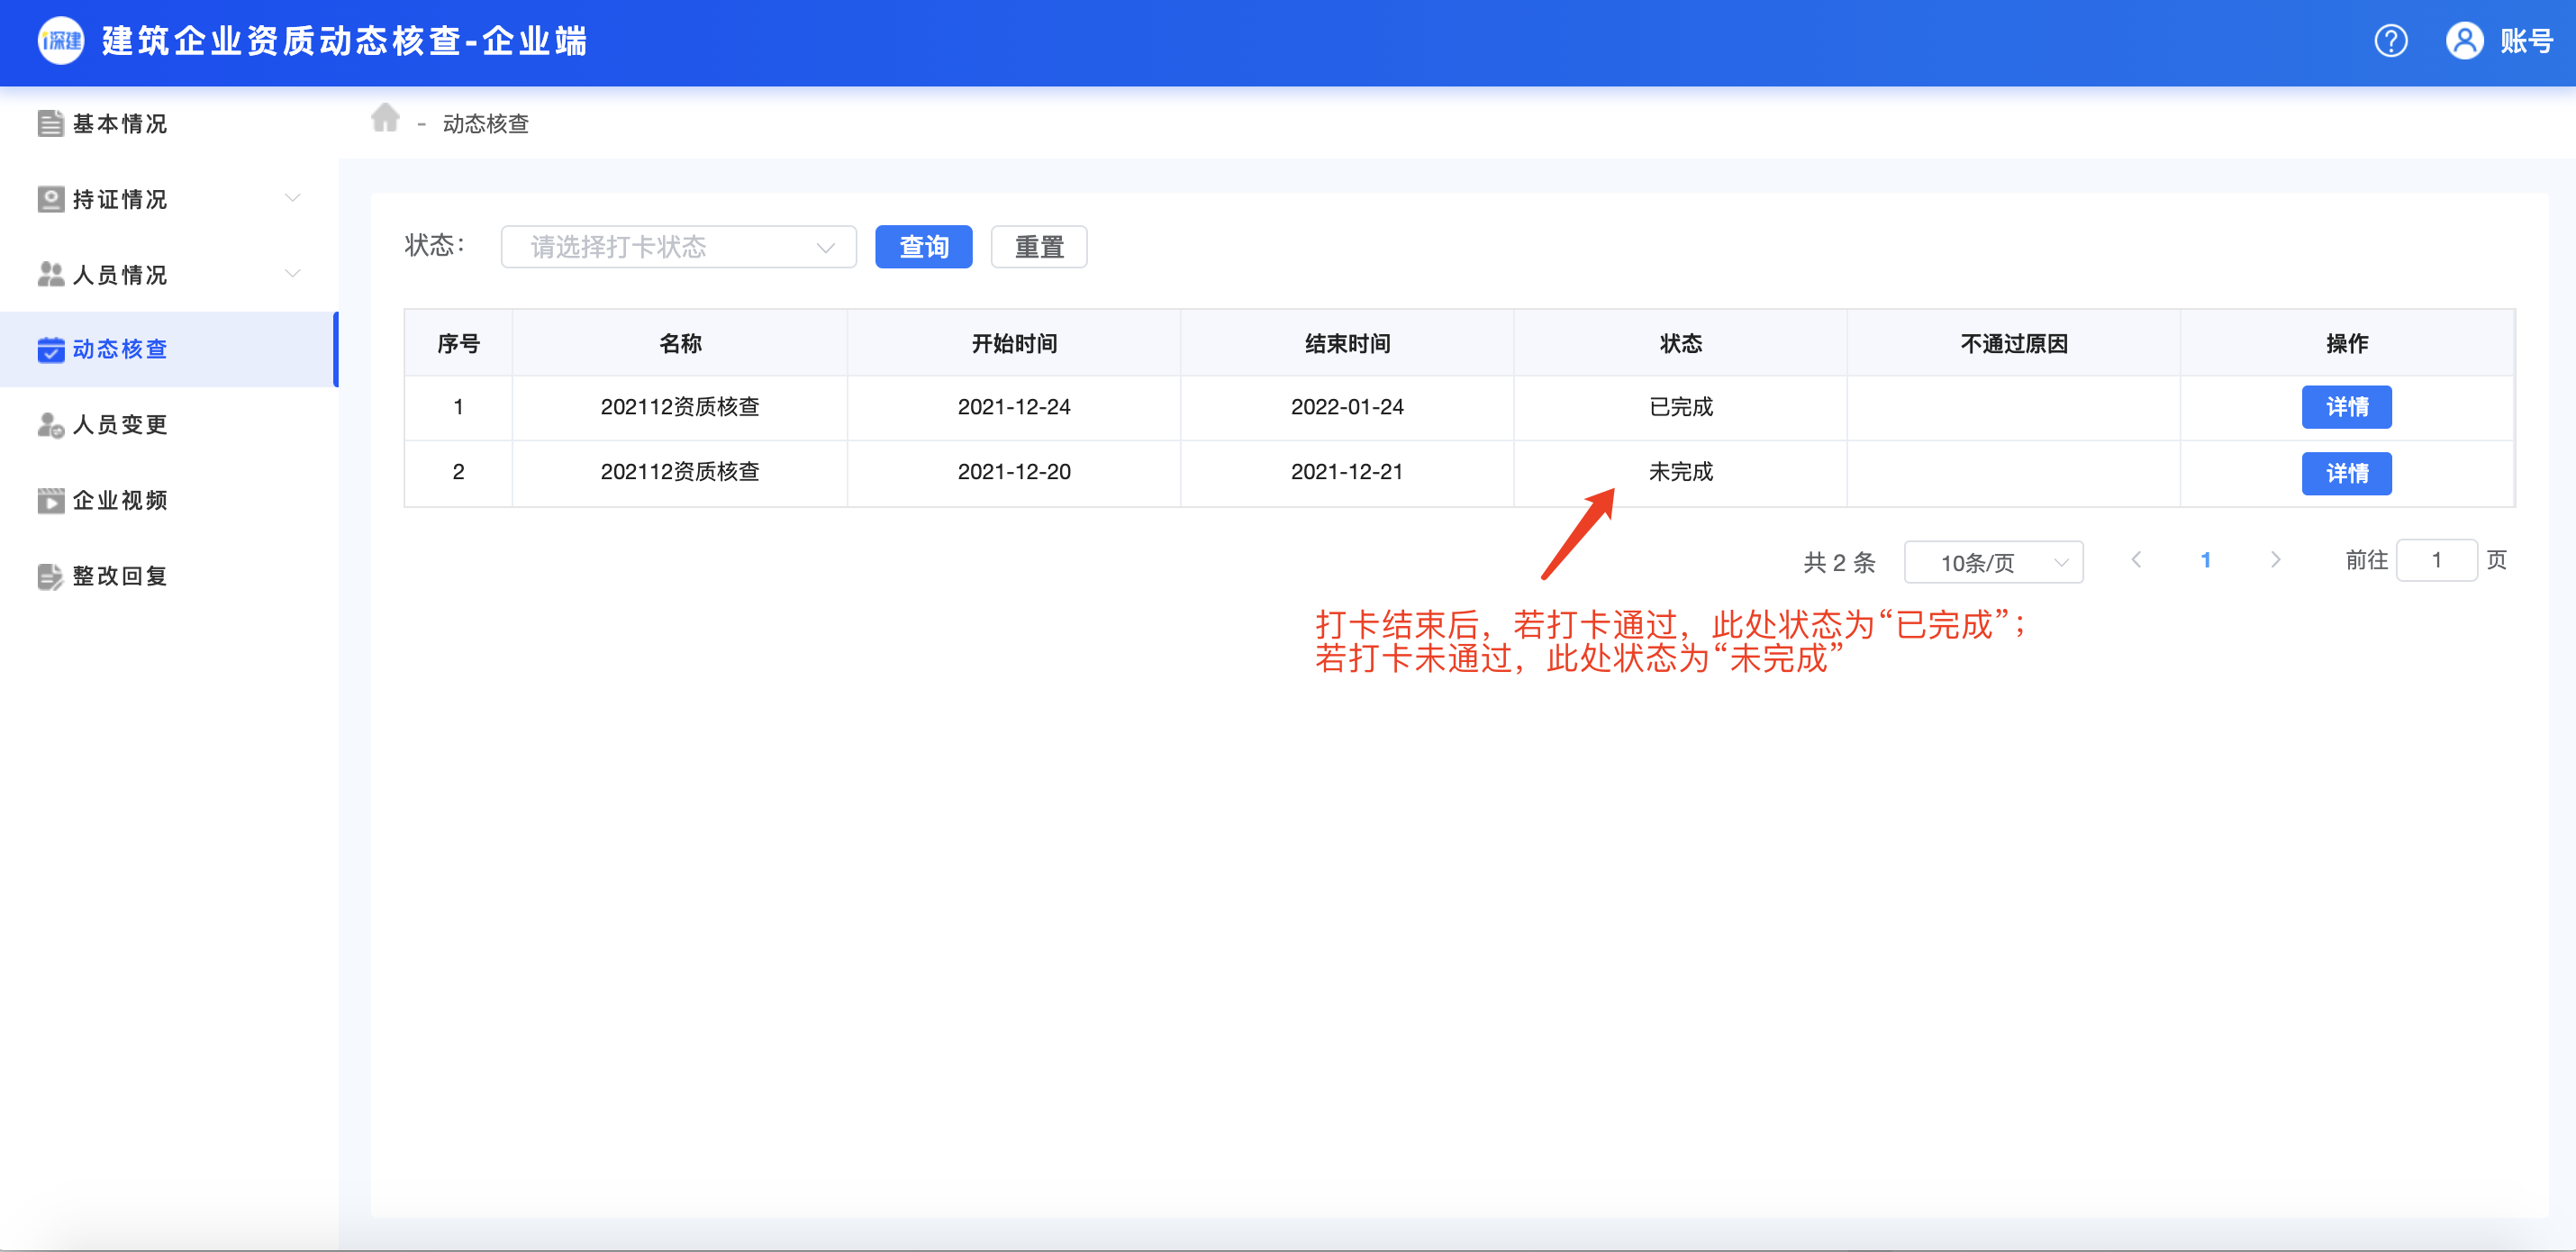 i深建 建筑企业资质动态核查-企业端 账号
基本情况
持证情况
人员情况
动态核查
人员变更
企业视频
整改回复
- 动态核查
状态： 请选择打卡状态 查询 重置
序号 名称 开始时间 结束时间 状态 不通过原因 操作
1 202112资质核查 2021-12-24 2022-01-24 已完成 详情
2 202112资质核查 2021-12-20 2021-12-21 未完成 详情
共 2 条 10条/页 1 前往 1 页
打卡结束后，若打卡通过，此处状态为“已完成”；
若打卡未通过，此处状态为“未完成”